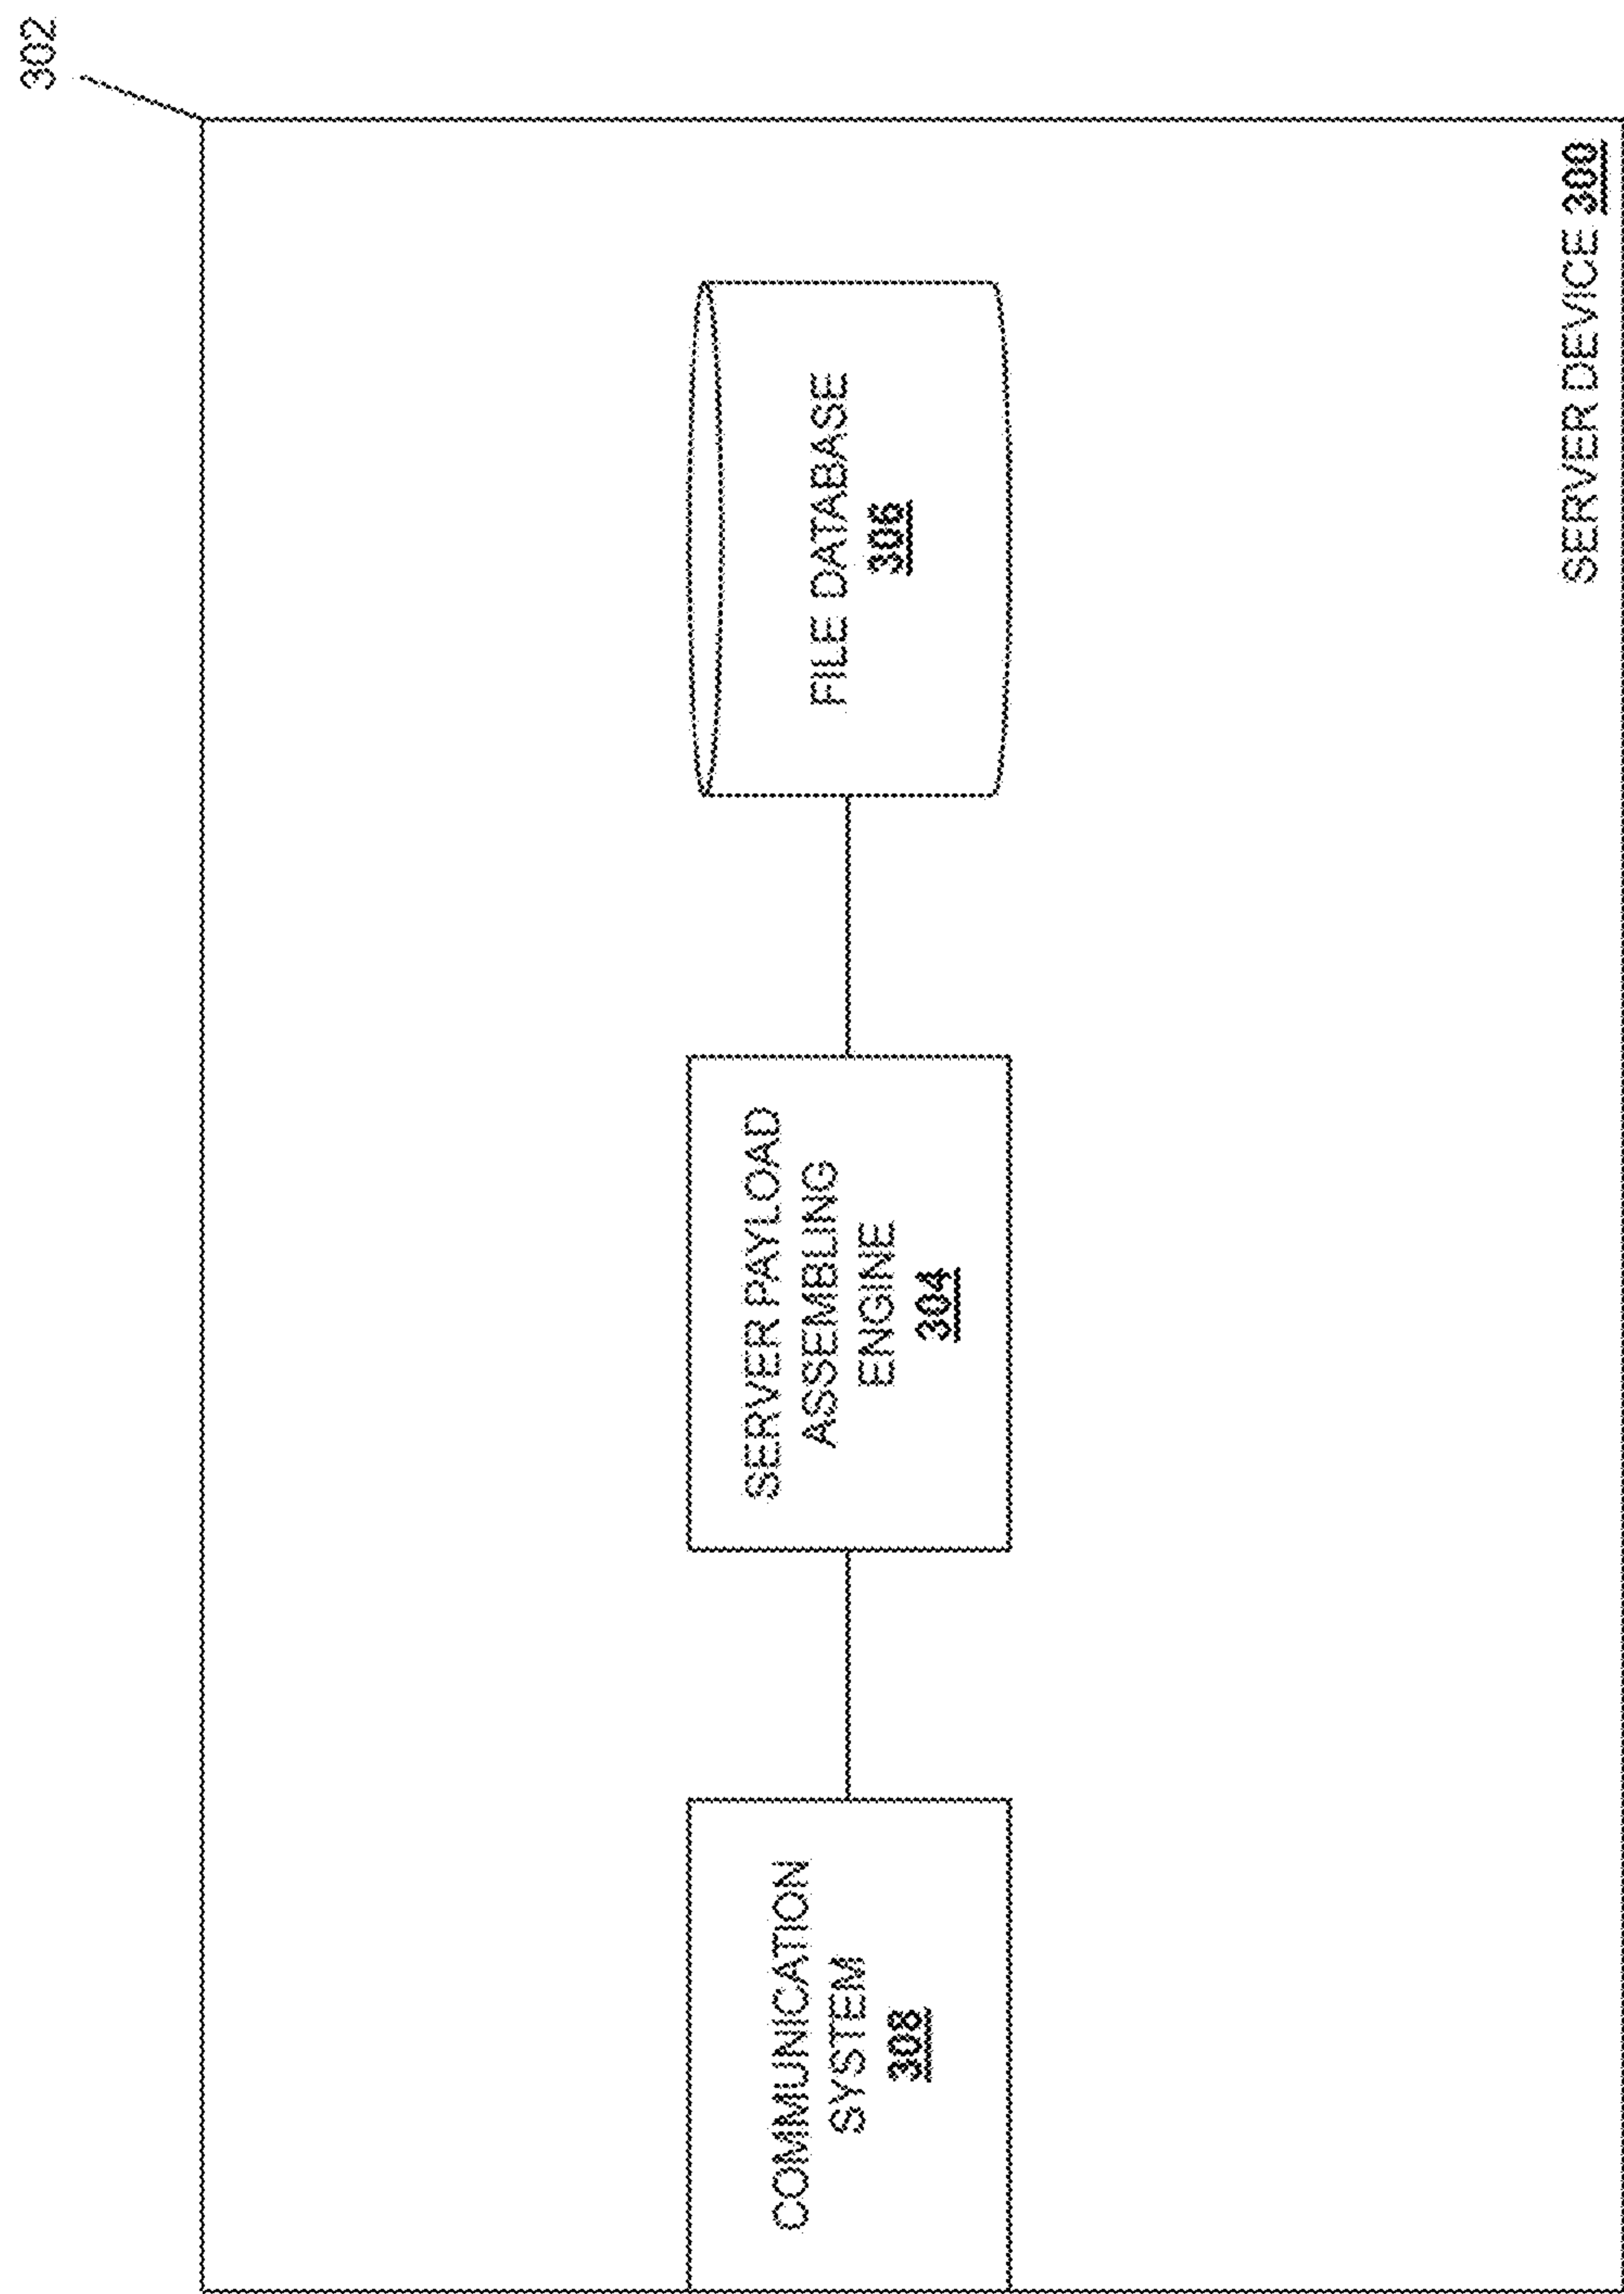 302
COMMUNICATION
SYSTEM
308
SERVER PAYLOAD
ASSEMBLING
ENGINE
304
FILE DATABASE
306
SERVER DEVICE 300